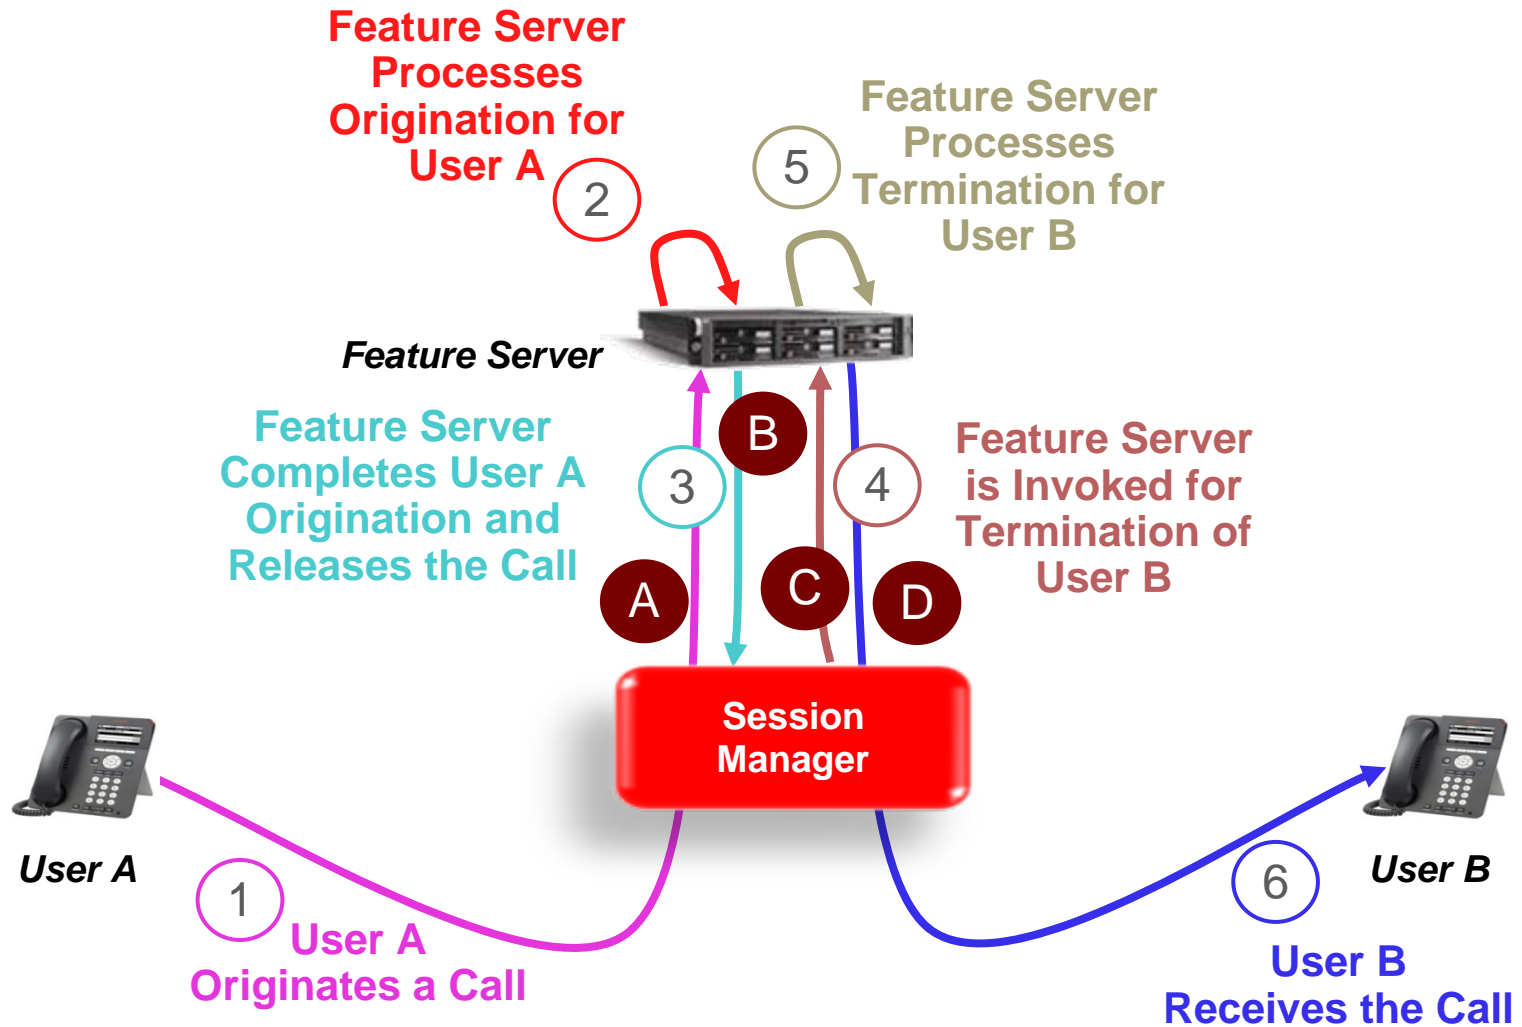 Feature Server
Processes
Origination for
User A
2
5
Feature Server
Processes
Termination for
User B
Feature Server
Feature Server
Completes User A
Origination and
Releases the Call
3
B
4
Feature Server
is Invoked for
Termination of
User B
A
C
D
Session
Manager
User A
User B
1
User A
Originates a Call
6
User B
Receives the Call